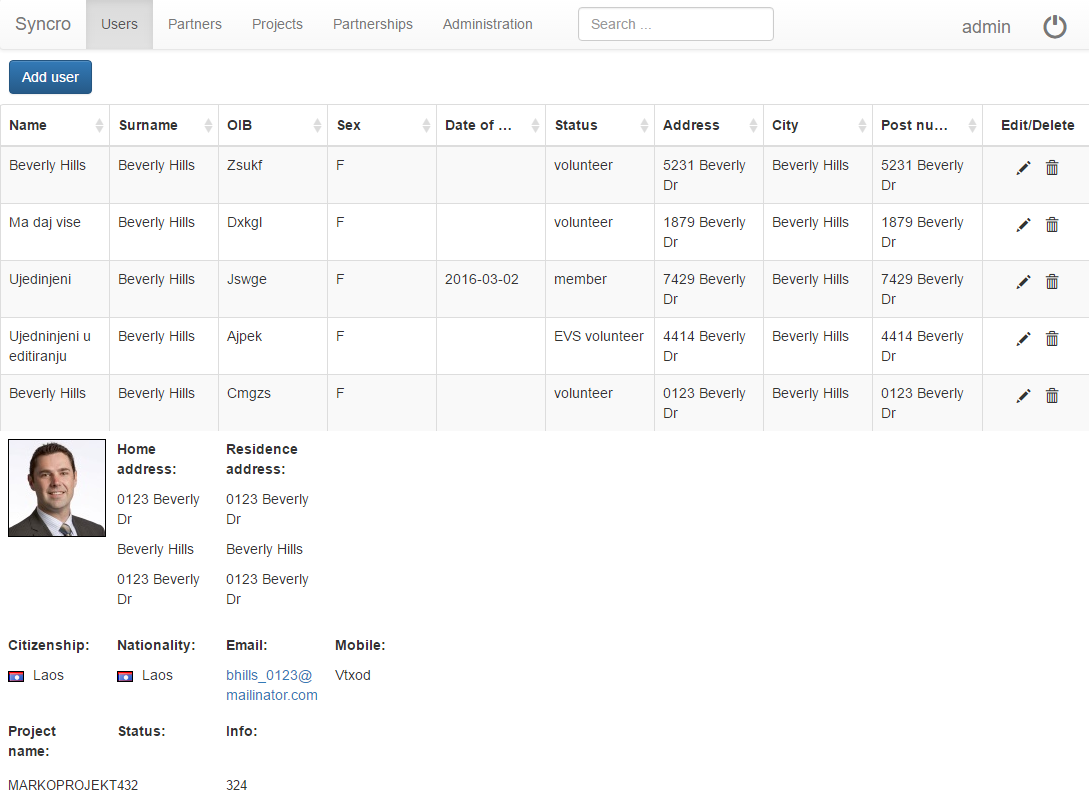 Syncro Users Partners Projects Partnerships Administration Search ... admin
Add user
Name Surname OIB Sex Date of ... Status Address City Post nu... Edit/Delete
Beverly Hills Beverly Hills Zsukf F volunteer 5231 Beverly Beverly Hills 5231 Beverly
Dr Dr
Ma daj vise Beverly Hills Dxkgl F volunteer 1879 Beverly Beverly Hills 1879 Beverly
Dr Dr
Ujedinjeni Beverly Hills Jswge F 2016-03-02 member 7429 Beverly Beverly Hills 7429 Beverly
Dr Dr
Ujedninjeni u Beverly Hills Ajpek F EVS volunteer 4414 Beverly Beverly Hills 4414 Beverly
editiranju Dr Dr
Beverly Hills Beverly Hills Cmgzs F volunteer 0123 Beverly Beverly Hills 0123 Beverly
Dr Dr
Home Residence
address: address:
0123 Beverly 0123 Beverly
Dr Dr
Beverly Hills Beverly Hills
0123 Beverly 0123 Beverly
Dr Dr
Citizenship: Nationality: Email: Mobile:
Laos Laos bhills_0123@ Vtxod
mailinator.com
Project Status: Info:
name:
MARKOPROJEKT432 324